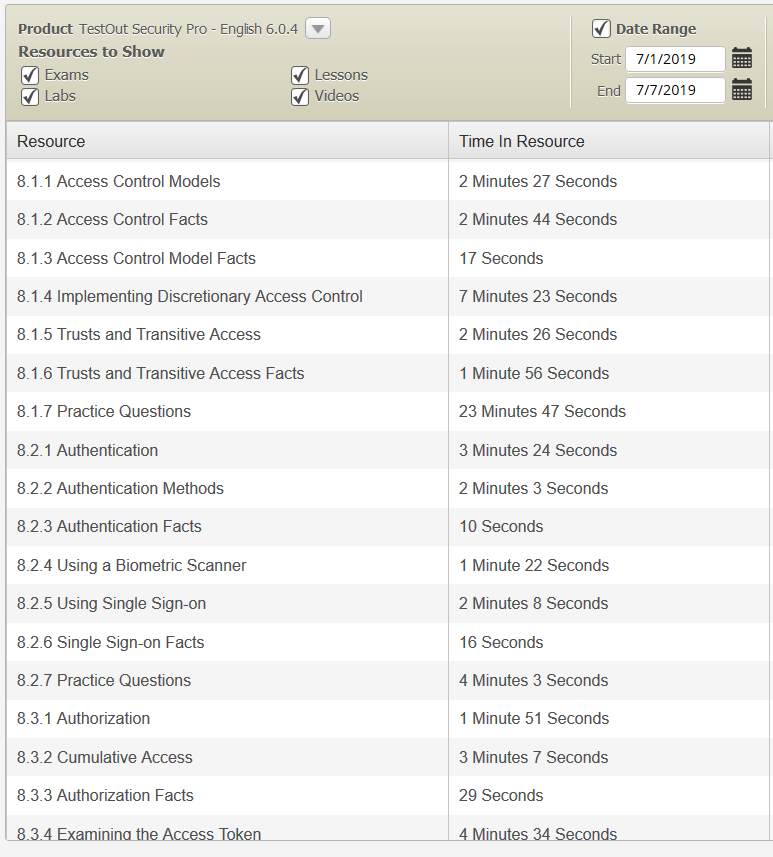 Product TestOut Security Pro - English 6.0.4
Resources to Show
Exams Lessons
Labs Videos
Date Range
Start 7/1/2019
End 7/7/2019
Resource Time In Resource
8.1.1 Access Control Models 2 Minutes 27 Seconds
8.1.2 Access Control Facts 2 Minutes 44 Seconds
8.1.3 Access Control Model Facts 17 Seconds
8.1.4 Implementing Discretionary Access Control 7 Minutes 23 Seconds
8.1.5 Trusts and Transitive Access 2 Minutes 26 Seconds
8.1.6 Trusts and Transitive Access Facts 1 Minute 56 Seconds
8.1.7 Practice Questions 23 Minutes 47 Seconds
8.2.1 Authentication 3 Minutes 24 Seconds
8.2.2 Authentication Methods 2 Minutes 3 Seconds
8.2.3 Authentication Facts 10 Seconds
8.2.4 Using a Biometric Scanner 1 Minute 22 Seconds
8.2.5 Using Single Sign-on 2 Minutes 8 Seconds
8.2.6 Single Sign-on Facts 16 Seconds
8.2.7 Practice Questions 4 Minutes 3 Seconds
8.3.1 Authorization 1 Minute 51 Seconds
8.3.2 Cumulative Access 3 Minutes 7 Seconds
8.3.3 Authorization Facts 29 Seconds
8.3.4 Examining the Access Token 4 Minutes 34 Seconds